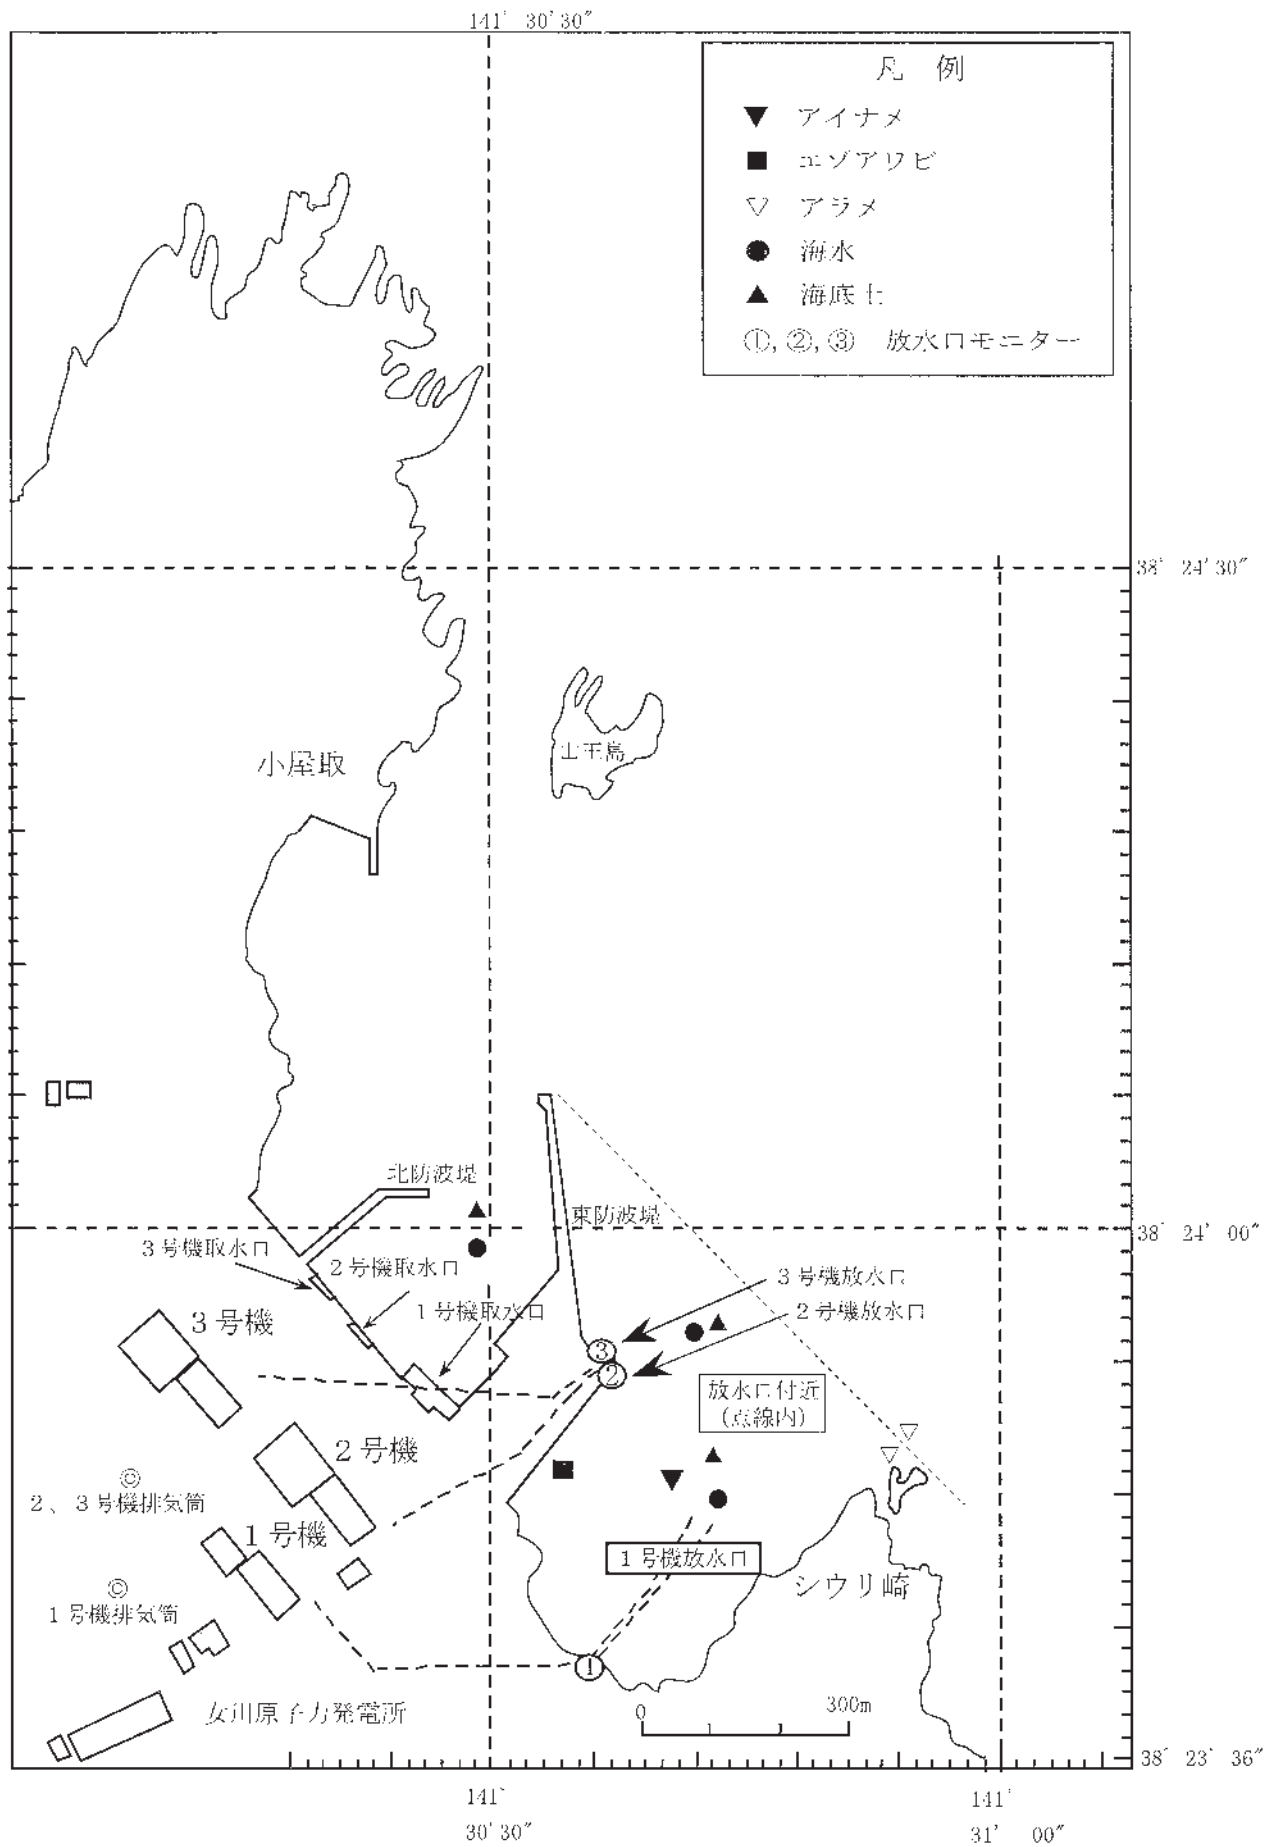 141° 30'30"
凡 例
▼ アイナメ
■ エゾアワビ
▽ アラメ
● 海水
▲ 海底土
①, ②, ③ 放水口モニター
38° 24'30"
小屋取
北防波堤
東防波堤
38° 24'00"
3号機取水口
2号機取水口
1号機取水口
3号機放水口
2号機放水口
3号機
③
②
放水口付近
(点線内)
2号機
2、3号機排気筒
1号機
1号機放水口
シウリ崎
1号機排気筒
①
女川原子力発電所
0
300m
38° 23'36"
141°
30'30"
141°
31' 00"